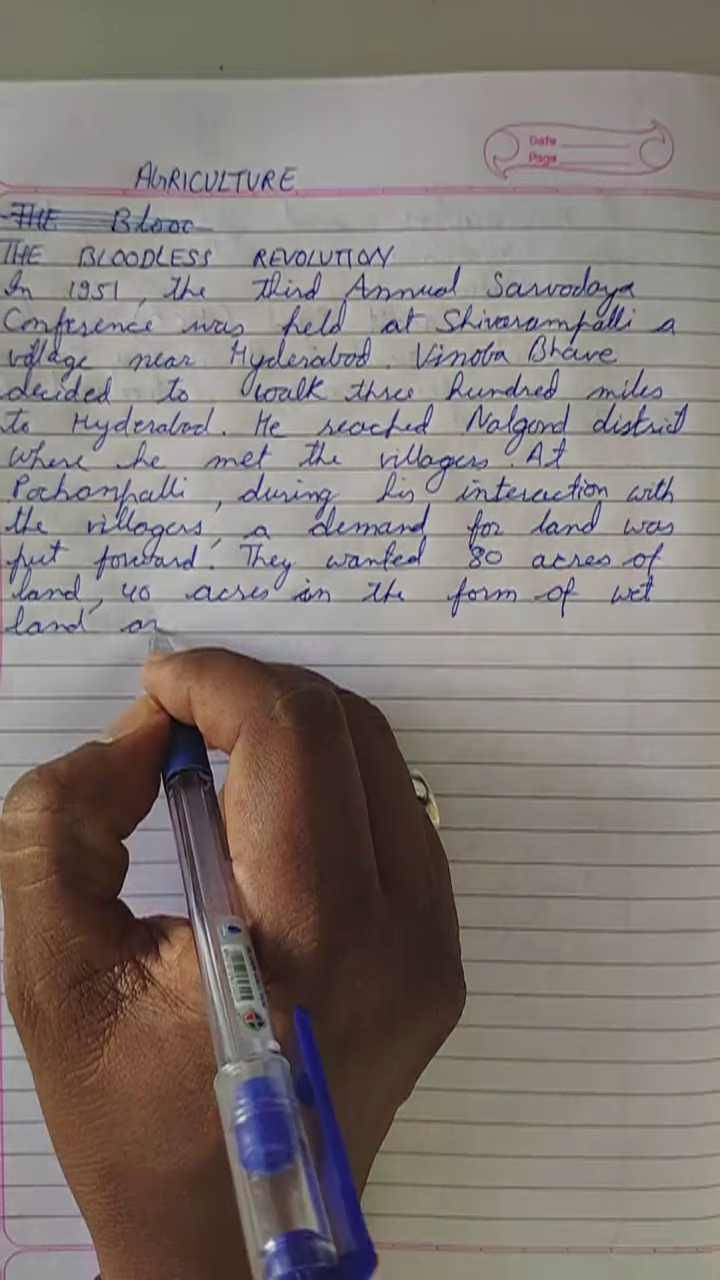 Date
Page
AGRICULTURE
THE Blooc
THE BLOODLESS REVOLUTION
In 1951, the third Annual Sarvodaya
Conference was held at Shivarampalli a
village near Hyderabad. Vinoba Bhave
decided to walk three hundred miles
to Hyderabad. He reached Nalgond district
where he met the villagers. At
Pochampalli, during his interaction with
the villagers, a demand for land was
put forward. They wanted 80 acres of
land, 40 acres in the form of wet
land an